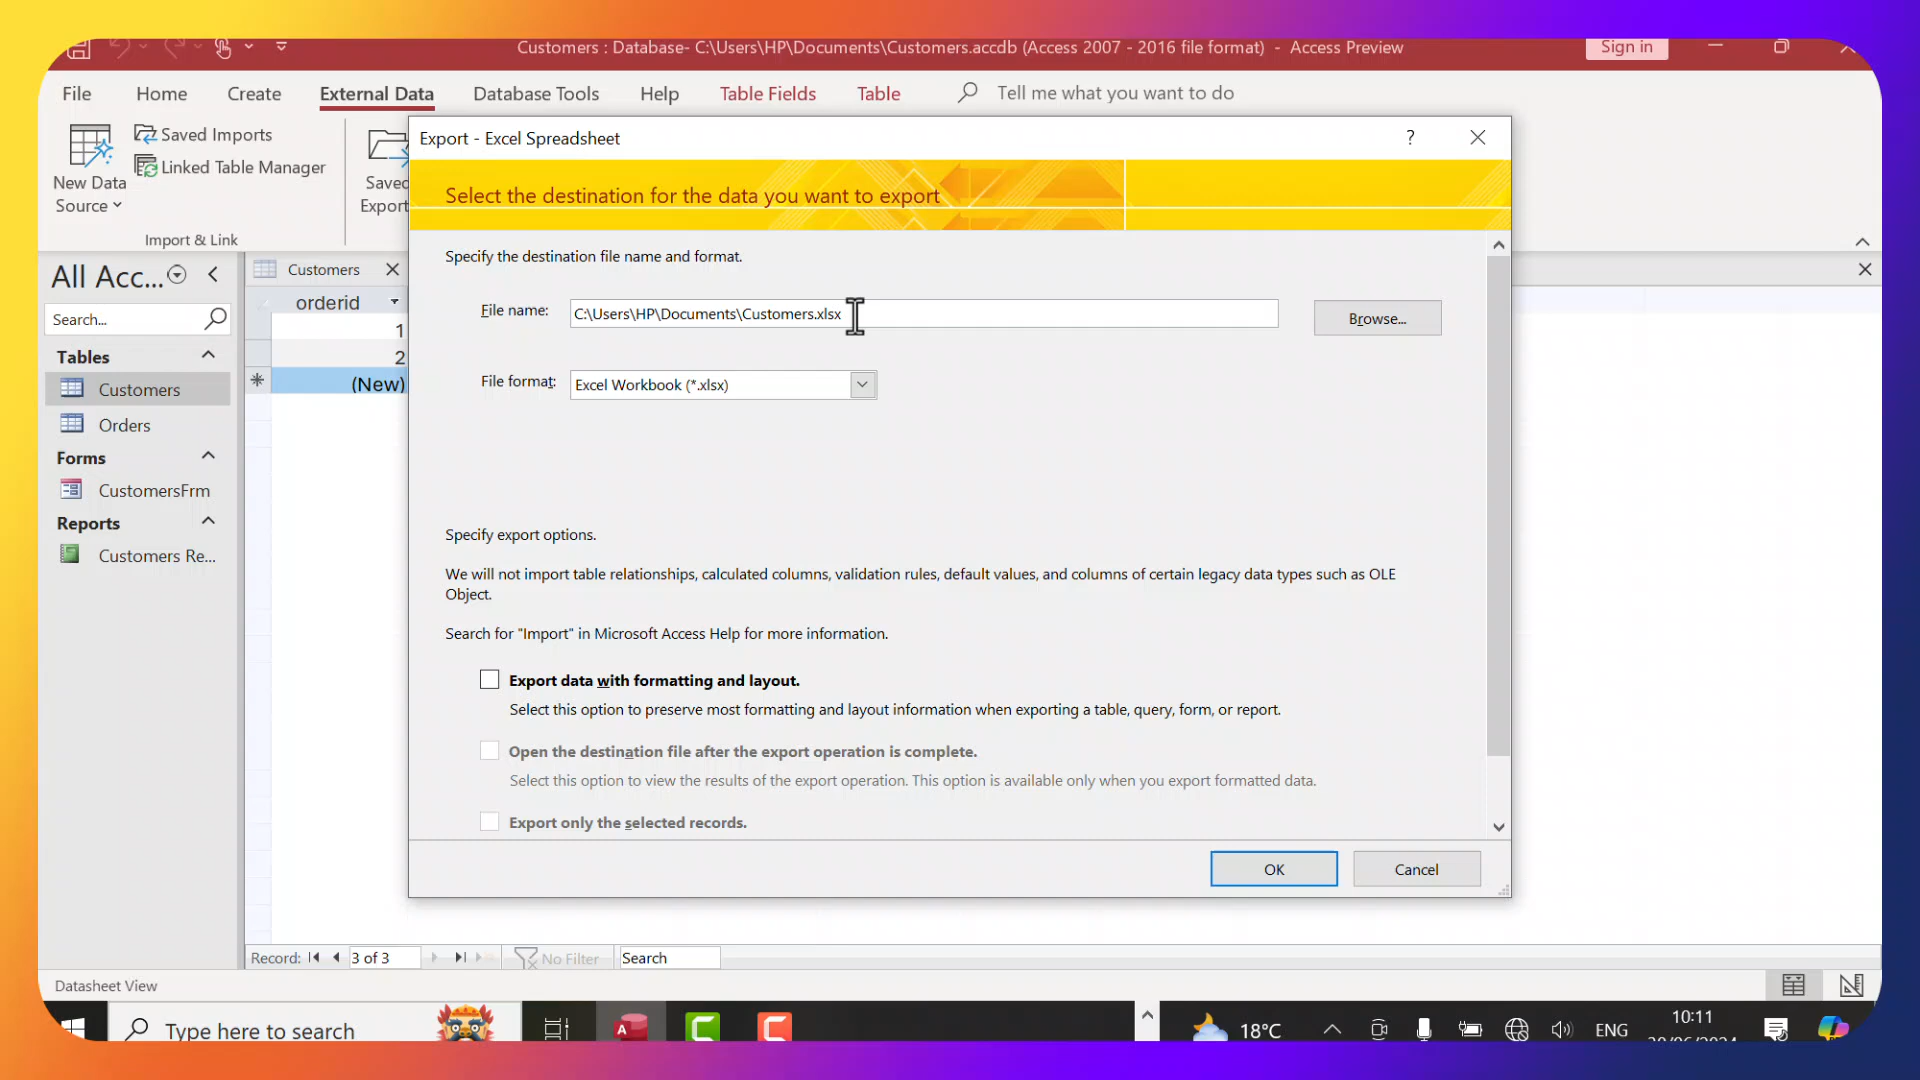 Customers : Database- C:\Users\HP\Documents\Customers.accdb (Access 2007 - 2016 file format) - Access Preview
Sign in
File Home Create External Data Database Tools Help Table Fields Table Tell me what you want to do
Saved Imports
Linked Table Manager
New Data
Source
Saved
Export
Import & Link
Export - Excel Spreadsheet
?
Select the destination for the data you want to export
Specify the destination file name and format.
File name: C:\Users\HP\Documents\Customers.xlsx
Browse...
File format: Excel Workbook (*.xlsx)
Specify export options.
We will not import table relationships, calculated columns, validation rules, default values, and columns of certain legacy data types such as OLE
Object.
Search for "Import" in Microsoft Access Help for more information.
Export data with formatting and layout.
Select this option to preserve most formatting and layout information when exporting a table, query, form, or report.
Open the destination file after the export operation is complete.
Select this option to view the results of the export operation. This option is available only when you export formatted data.
Export only the selected records.
OK Cancel
All Acc...
Search...
Tables
Customers
Orders
Forms
CustomersFrm
Reports
Customers Re...
Customers
orderid
1
2
(New)
Record: 3 of 3 No Filter Search
Datasheet View
Type here to search
18°C
ENG
10:11